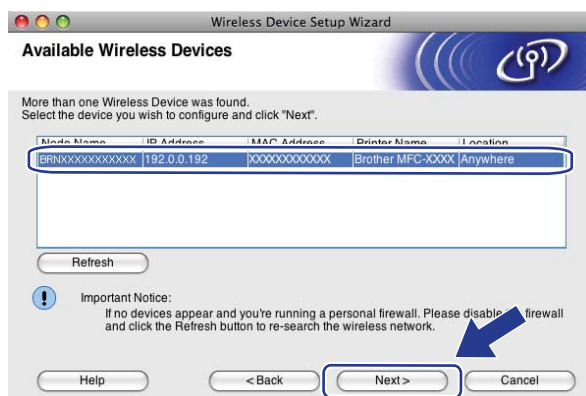 Wireless Device Setup Wizard
Available Wireless Devices
More than one Wireless Device was found.
Select the device you wish to configure and click "Next".
Node Name IP Address MAC Address Printer Name Location
BRNXXXXXXXXXXX 192.0.0.192 XXXXXXXXXXXX Brother MFC-XXXX Anywhere
Refresh
Important Notice:
If no devices appear and you're running a personal firewall. Please disable firewall
and click the Refresh button to re-search the wireless network.
Help < Back Next > Cancel